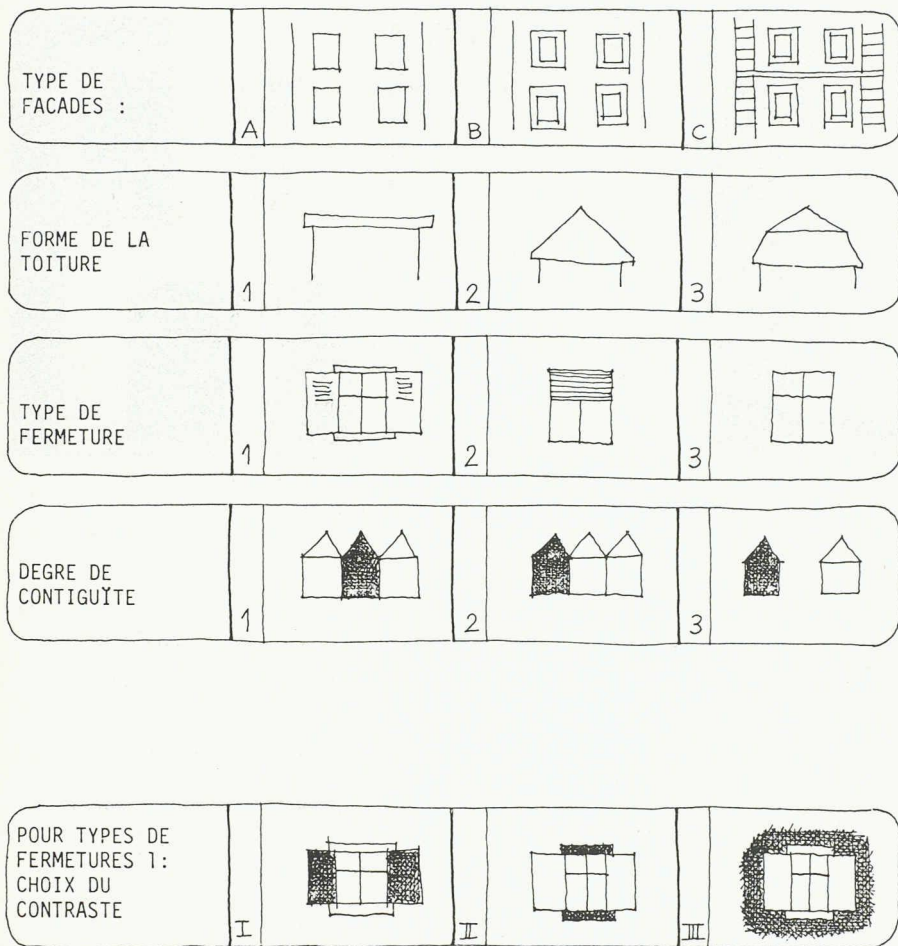 TYPE DE
FACADES :
A
B
C
FORME DE LA
TOITURE
1
2
3
TYPE DE
FERMETURE
1
2
3
DEGRE DE
CONTIGUÏTE
1
2
3
POUR TYPES DE
FERMETURES 1:
CHOIX DU
CONTRASTE
I
II
III